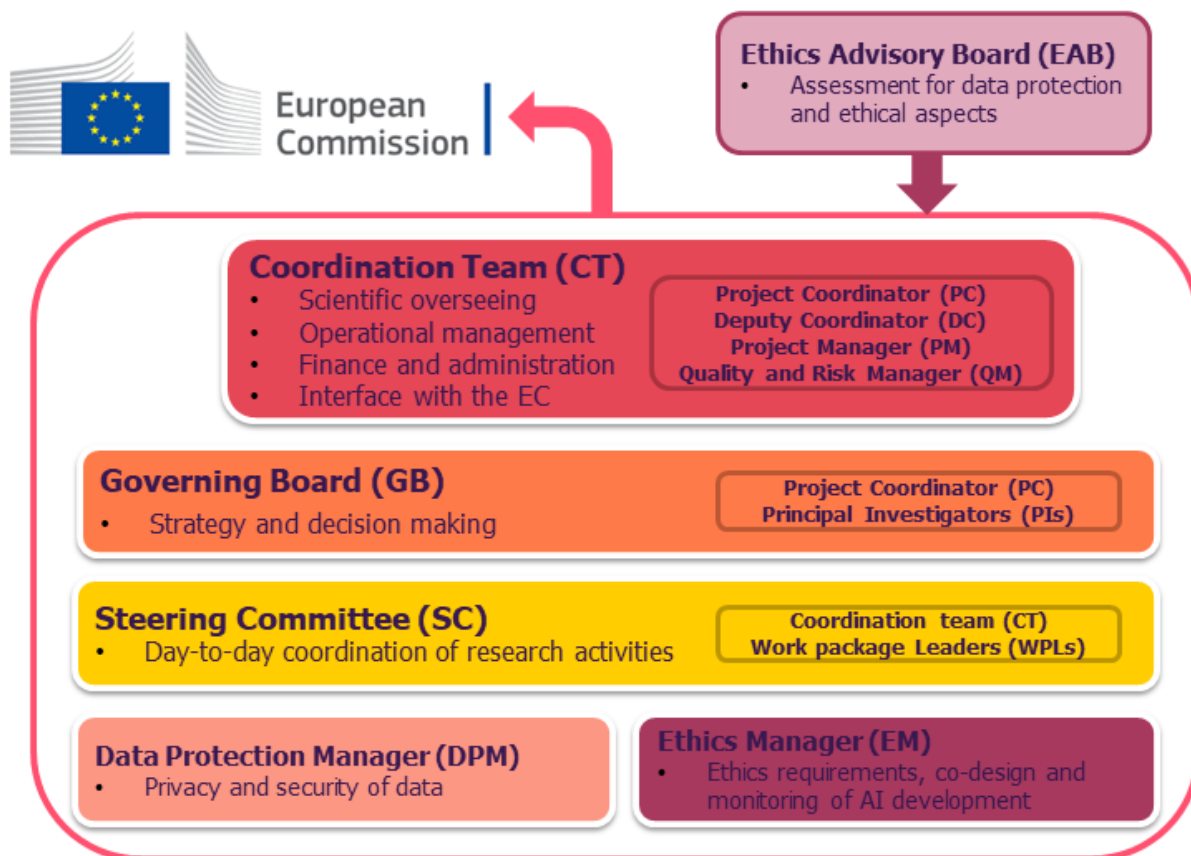 European
Commission
Ethics Advisory Board (EAB)
• Assessment for data protection
and ethical aspects
Coordination Team (CT)
• Scientific overseeing
• Operational management
• Finance and administration
• Interface with the EC
Project Coordinator (PC)
Deputy Coordinator (DC)
Project Manager (PM)
Quality and Risk Manager (QM)
Governing Board (GB)
• Strategy and decision making
Project Coordinator (PC)
Principal Investigators (PIs)
Steering Committee (SC)
• Day-to-day coordination of research activities
Coordination team (CT)
Work package Leaders (WPLs)
Data Protection Manager (DPM)
• Privacy and security of data
Ethics Manager (EM)
• Ethics requirements, co-design and
monitoring of AI development